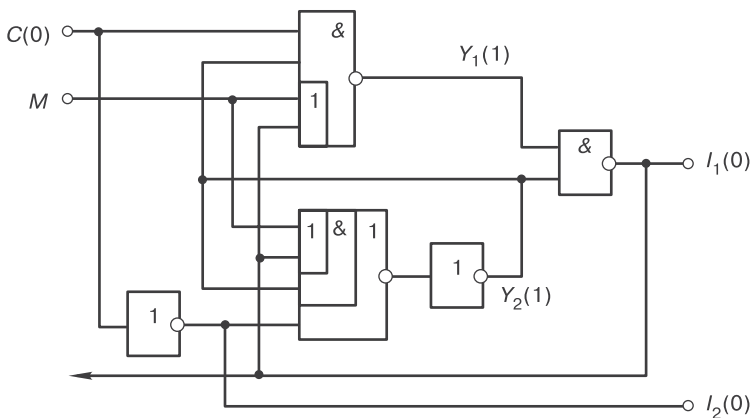 C(0)
&
Y₁(1)
M
1
&
I₁(0)
1 & 1
1
Y₂(1)
1
I₂(0)